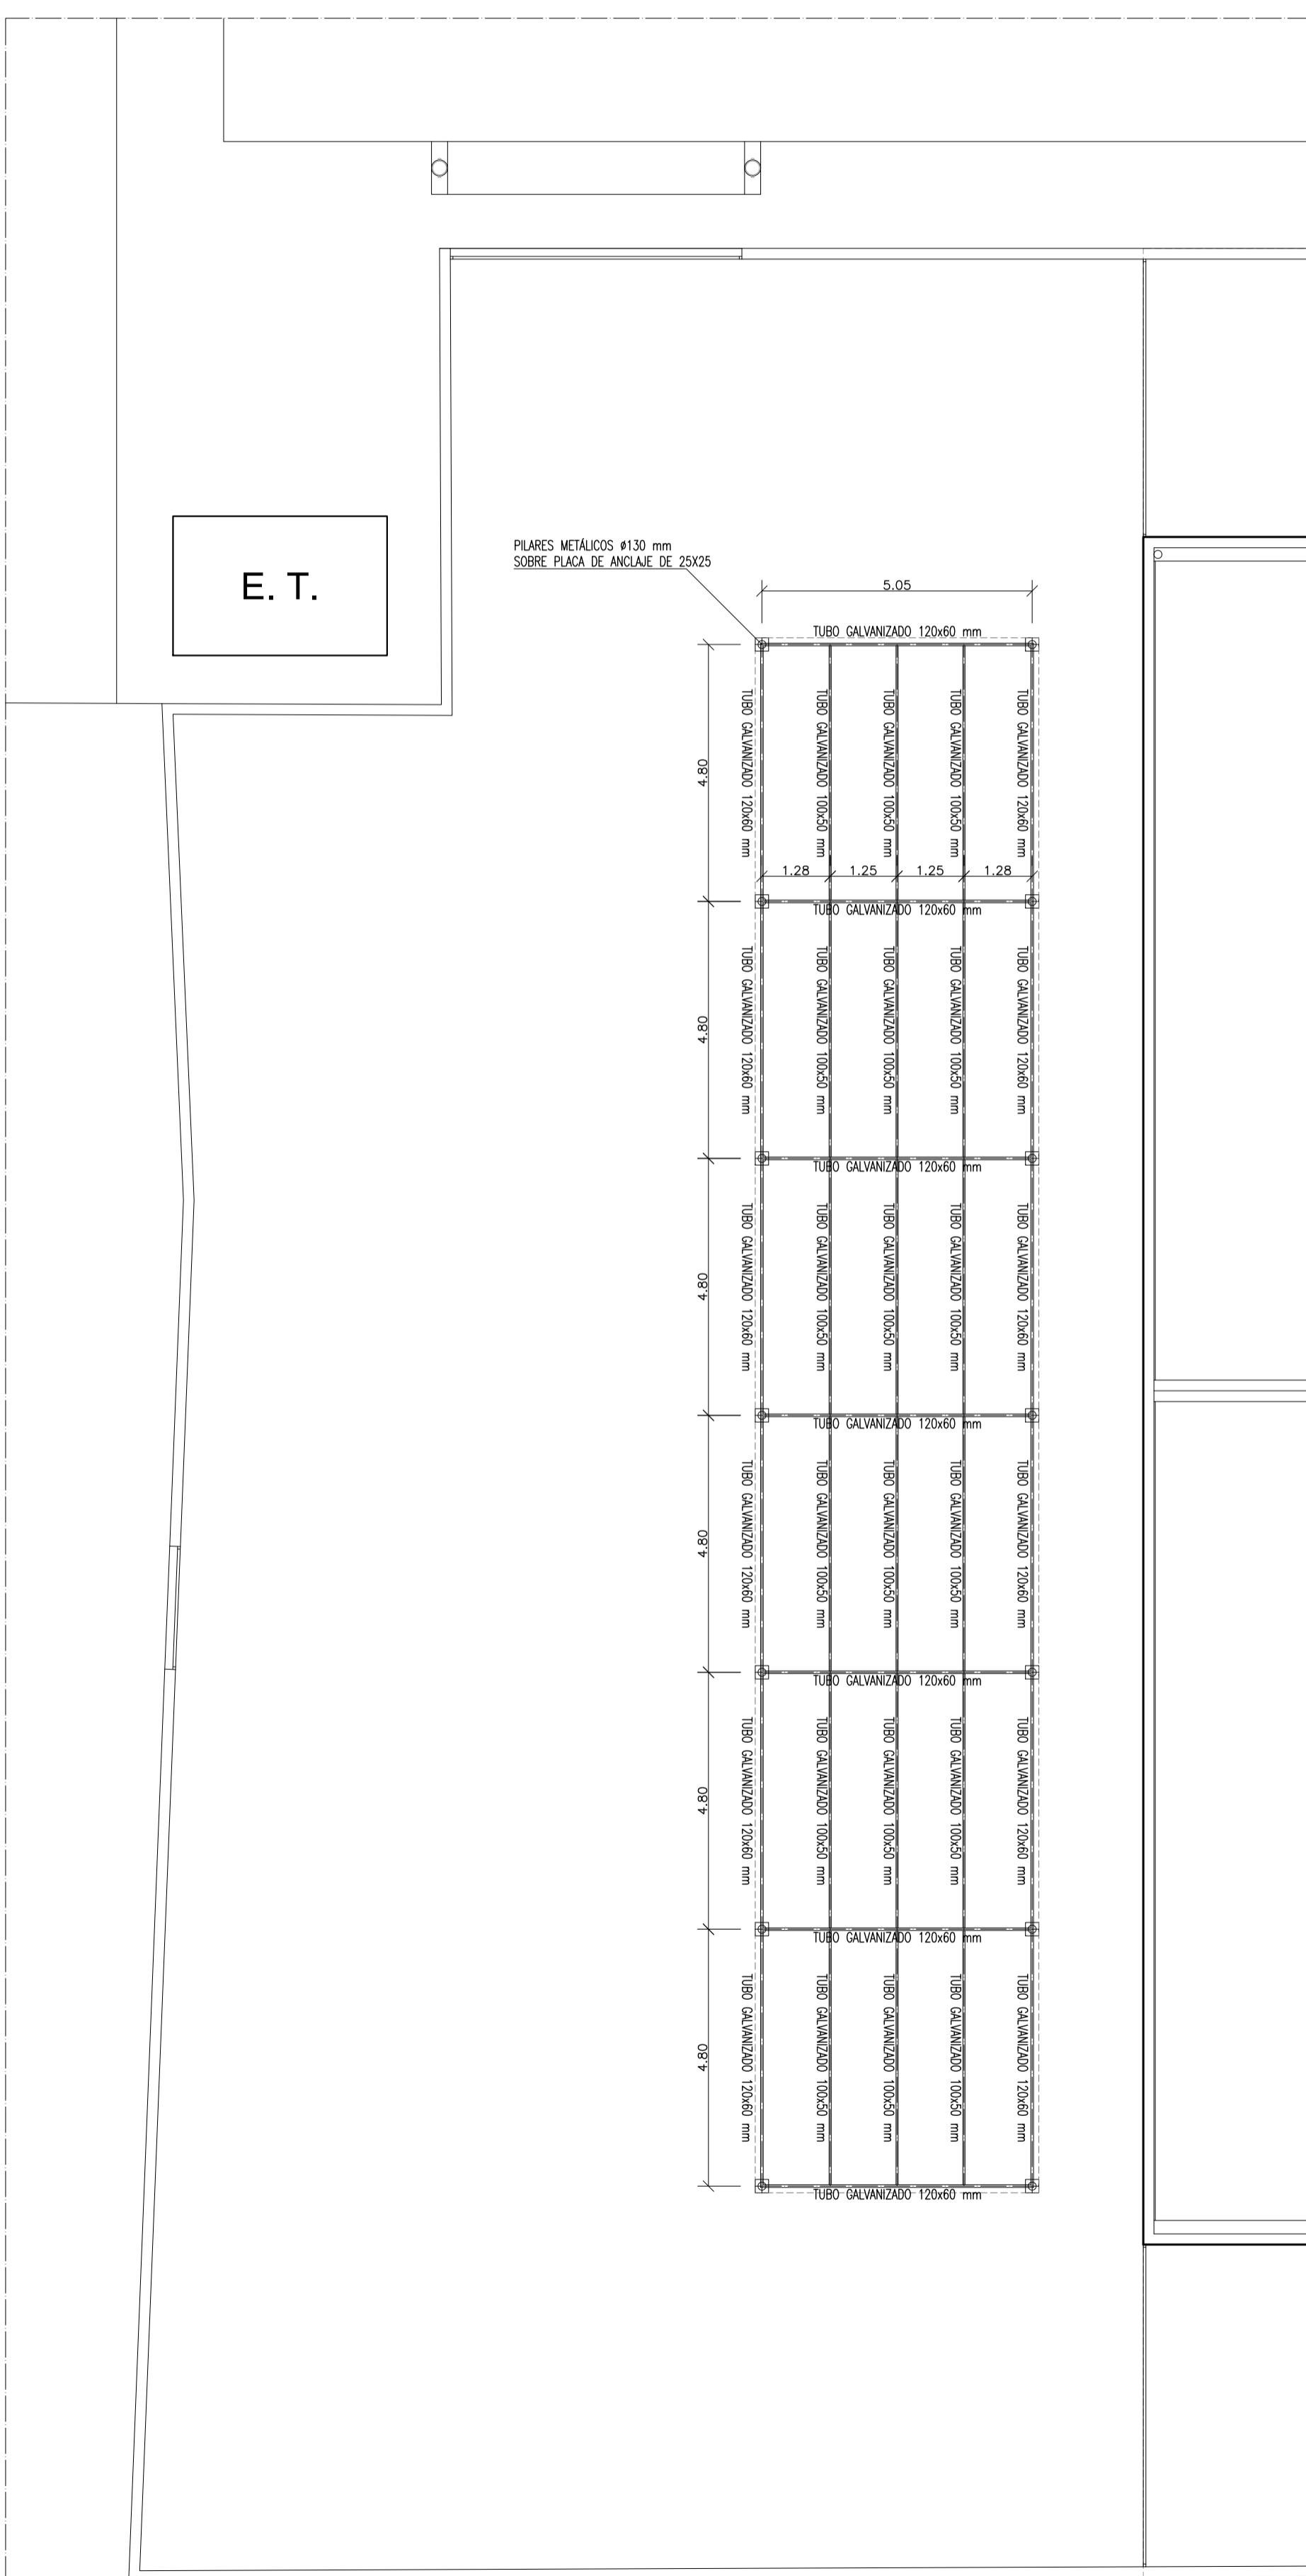 PILARES METÁLICOS ø130 mm
SOBRE PLACA DE ANCLAJE DE 25X25
E. T.
5.05
TUBO GALVANIZADO 120x60 mm
4.80
TUBO GALVANIZADO 120x60 mm
TUBO GALVANIZADO 100x50 mm
TUBO GALVANIZADO 100x50 mm
TUBO GALVANIZADO 100x50 mm
TUBO GALVANIZADO 120x60 mm
1.28
1.25
1.25
1.28
TUBO GALVANIZADO 120x60 mm
4.80
TUBO GALVANIZADO 120x60 mm
TUBO GALVANIZADO 100x50 mm
TUBO GALVANIZADO 100x50 mm
TUBO GALVANIZADO 100x50 mm
TUBO GALVANIZADO 120x60 mm
TUBO GALVANIZADO 120x60 mm
4.80
TUBO GALVANIZADO 120x60 mm
TUBO GALVANIZADO 100x50 mm
TUBO GALVANIZADO 100x50 mm
TUBO GALVANIZADO 100x50 mm
TUBO GALVANIZADO 120x60 mm
TUBO GALVANIZADO 120x60 mm
4.80
TUBO GALVANIZADO 120x60 mm
TUBO GALVANIZADO 100x50 mm
TUBO GALVANIZADO 100x50 mm
TUBO GALVANIZADO 100x50 mm
TUBO GALVANIZADO 120x60 mm
TUBO GALVANIZADO 120x60 mm
4.80
TUBO GALVANIZADO 120x60 mm
TUBO GALVANIZADO 100x50 mm
TUBO GALVANIZADO 100x50 mm
TUBO GALVANIZADO 100x50 mm
TUBO GALVANIZADO 120x60 mm
TUBO GALVANIZADO 120x60 mm
4.80
TUBO GALVANIZADO 120x60 mm
TUBO GALVANIZADO 100x50 mm
TUBO GALVANIZADO 100x50 mm
TUBO GALVANIZADO 100x50 mm
TUBO GALVANIZADO 120x60 mm
TUBO GALVANIZADO 120x60 mm